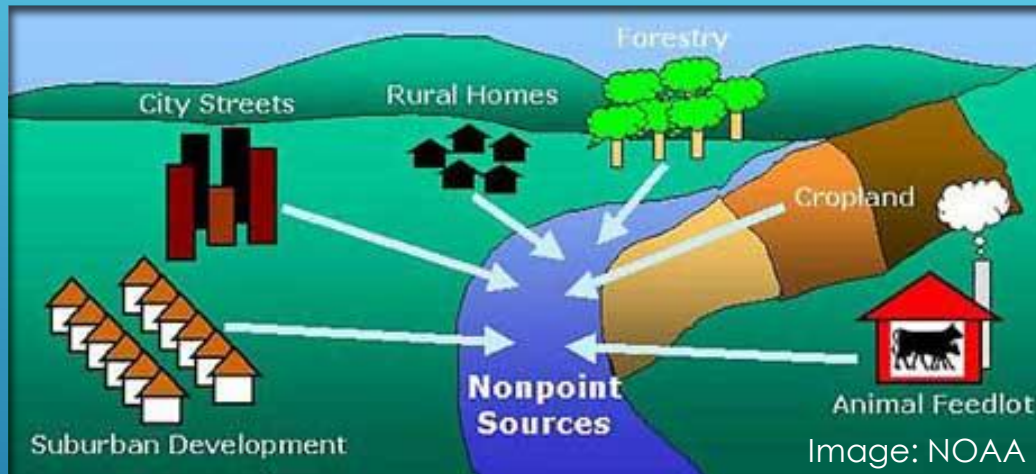 Forestry
City Streets
Rural Homes
Cropland
Nonpoint
Sources
Animal Feedlot
Suburban Development
Image: NOAA